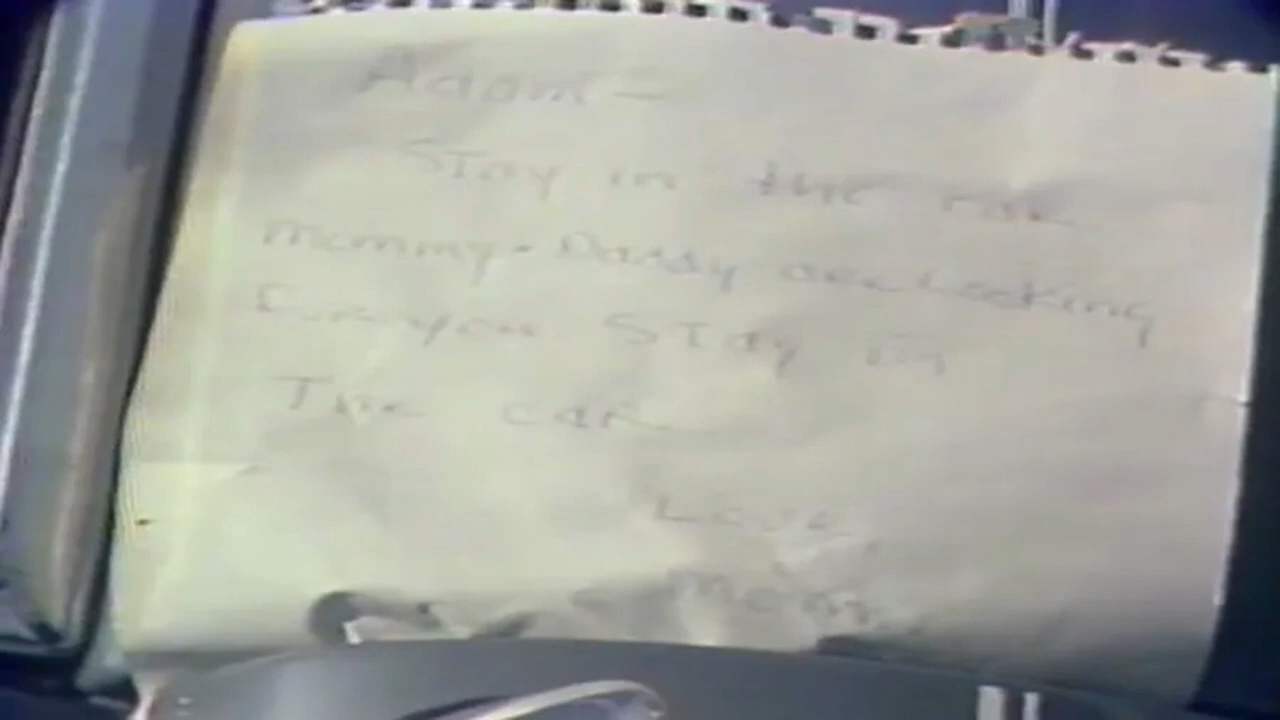 Adam -
Stay in the car
mommy + Daddy are Looking
For you Stay in
The car
Love
mom